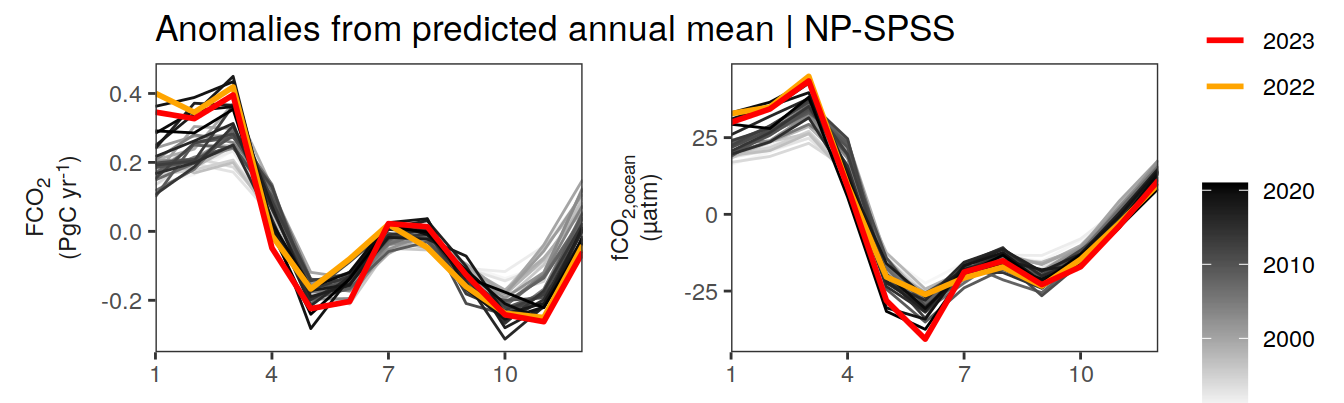 Anomalies from predicted annual mean | NP-SPSS
FCO₂
(PgC yr⁻¹)
0.4
0.2
0.0
-0.2
1 4 7 10
fCO₂,ocean
(µatm)
25
0
-25
1 4 7 10
2023
2022
2020
2010
2000